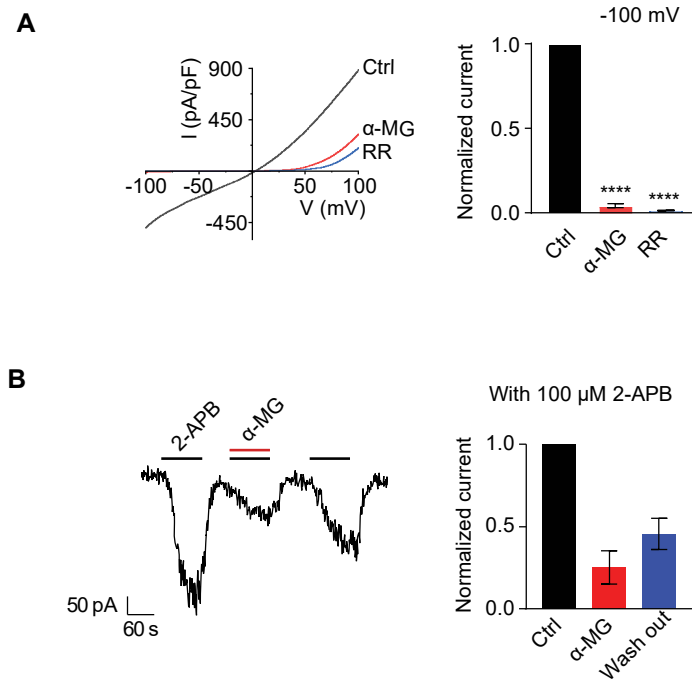 A
-100 mV
I (pA/pF)
900
450
-450
-100
-50
50
100
V (mV)
Ctrl
α-MG
RR
Normalized current
1.0
0.5
0.0
****
****
Ctrl
α-MG
RR
B
2-APB
α-MG
50 pA
60 s
With 100 µM 2-APB
Normalized current
1.0
0.5
0.0
Ctrl
α-MG
Wash out